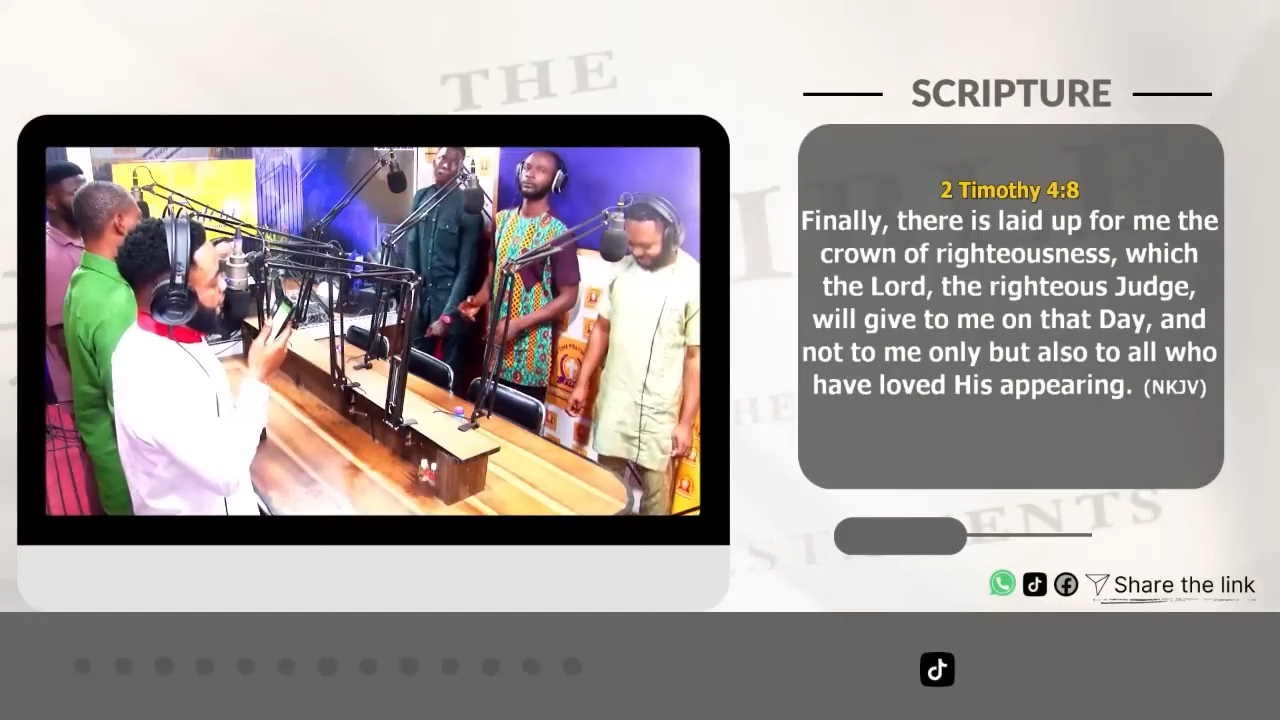 THE
SCRIPTURE
2 Timothy 4:8
Finally, there is laid up for me the
crown of righteousness, which
the Lord, the righteous Judge,
will give to me on that Day, and
not to me only but also to all who
have loved His appearing. (NKJV)
Share the link